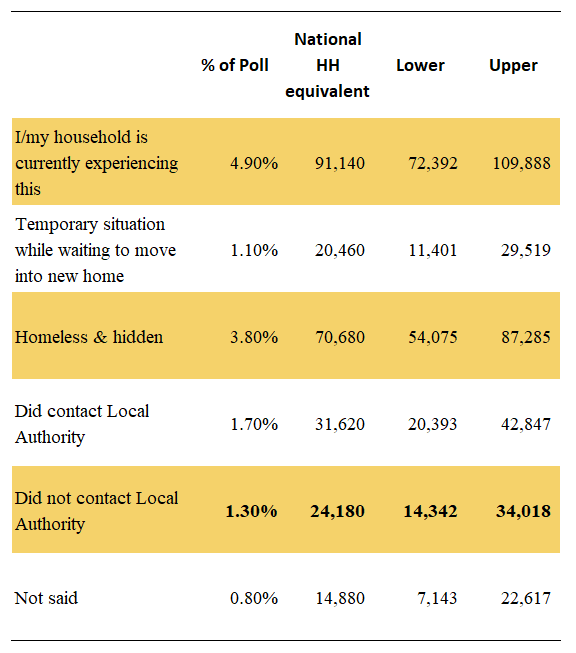 % of Poll National HH equivalent Lower Upper
I/my household is
currently experiencing
this 4.90% 91,140 72,392 109,888
Temporary situation
while waiting to move
into new home 1.10% 20,460 11,401 29,519
Homeless & hidden 3.80% 70,680 54,075 87,285
Did contact Local
Authority 1.70% 31,620 20,393 42,847
Did not contact Local
Authority 1.30% 24,180 14,342 34,018
Not said 0.80% 14,880 7,143 22,617